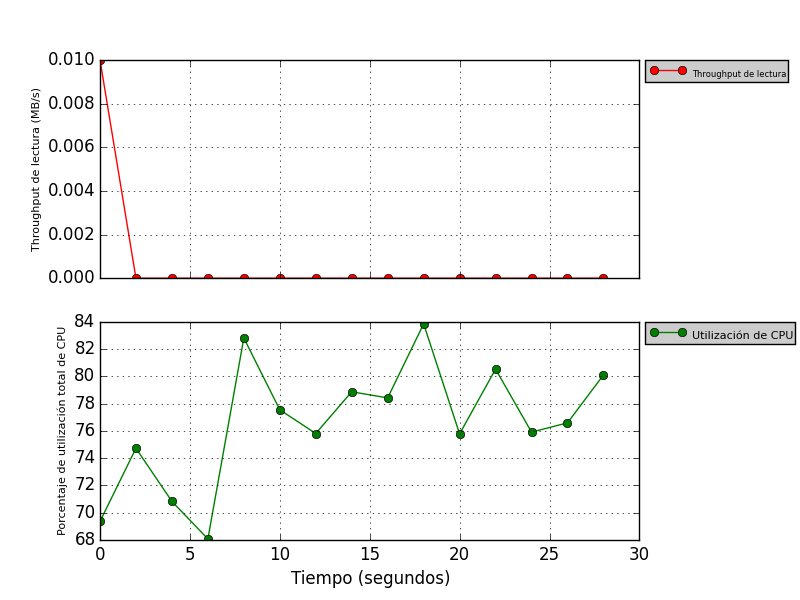 0.010
0.008
0.006
0.004
0.002
0.000
Throughput de lectura (MB/s)
Throughput de lectura
84
82
80
78
76
74
72
70
68
Porcentaje de utilización total de CPU
Utilización de CPU
0 5 10 15 20 25 30
Tiempo (segundos)